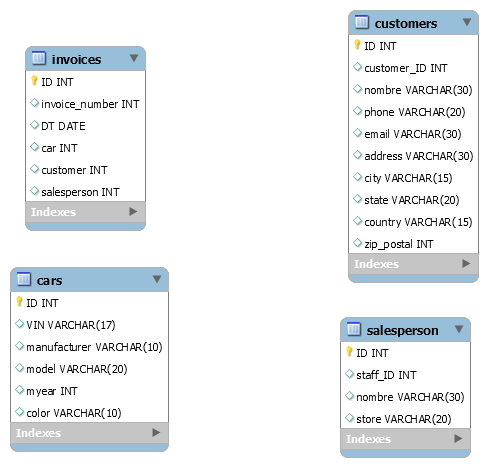 invoices
ID INT
invoice_number INT
DT DATE
car INT
customer INT
salesperson INT
Indexes
customers
ID INT
customer_ID INT
nombre VARCHAR(30)
phone VARCHAR(20)
email VARCHAR(30)
address VARCHAR(30)
city VARCHAR(15)
state VARCHAR(20)
country VARCHAR(15)
zip_postal INT
Indexes
cars
ID INT
VIN VARCHAR(17)
manufacturer VARCHAR(10)
model VARCHAR(20)
myear INT
color VARCHAR(10)
Indexes
salesperson
ID INT
staff_ID INT
nombre VARCHAR(30)
store VARCHAR(20)
Indexes